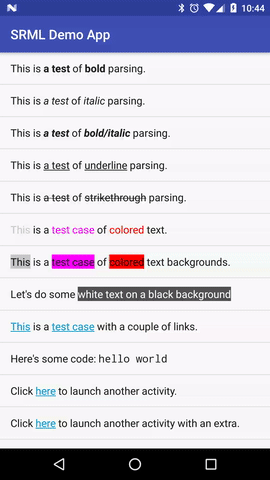 10:44
SRML Demo App
This is a test of bold parsing.
This is a test of italic parsing.
This is a test of bold/italic parsing.
This is a test of underline parsing.
This is a test of strikethrough parsing.
This is a test case of colored text.
This is a test case of colored text backgrounds.
Let's do some white text on a black background
This is a test case with a couple of links.
Here's some code: hello world
Click here to launch another activity.
Click here to launch another activity with an extra.